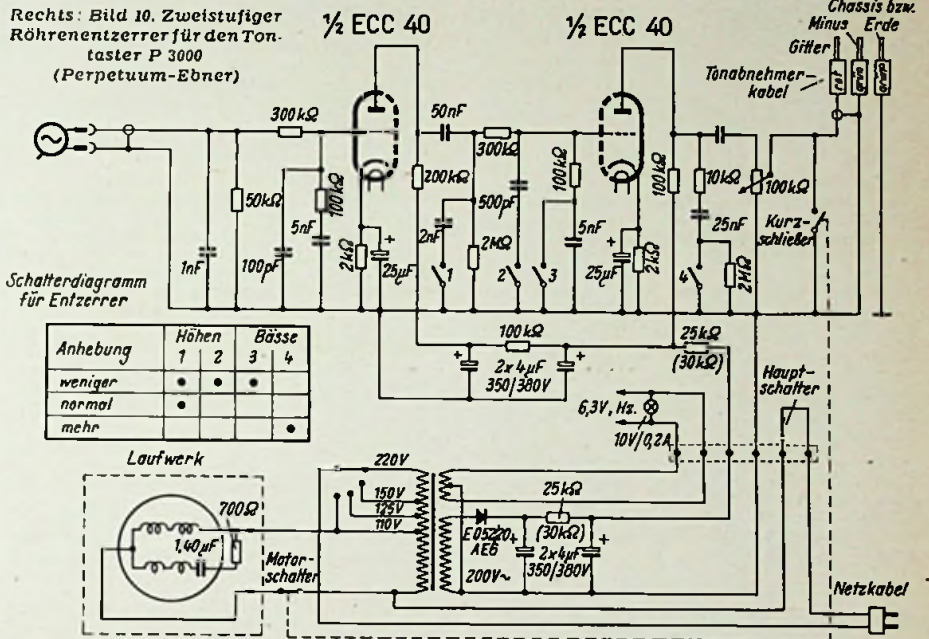 Rechts: Bild 10. Zweistufiger
Röhrenentzerrer für den Ton-
taster P 3000
(Perpetuum-Ebner)
½ ECC 40
½ ECC 40
Chassis bzw.
Minus Erde
Gitter
rot
Tonabnehmer-
kabel
300kΩ
50nF
300kΩ
50kΩ
100kΩ
200kΩ
500pF
100kΩ
100kΩ
10kΩ
100kΩ
1nF
100pF
5nF
2kΩ
25µF
+
2nF
1
2MΩ
2
3
5nF
25µF
+
2kΩ
25nF
4
2MΩ
Kurz-
schließer
Schalterdiagramm
für Entzerrer
Anhebung Höhen Bässe
1 2 3 4
weniger • • •
normal •
mehr •
100kΩ
+ +
2x4µF
350/380V
25kΩ
(30kΩ)
Haupt-
schalter
6,3V, Hz.
10V/0,2A
Laufwerk
700Ω
1,40µF
Motor-
schalter
220V
150V
125V
110V
25kΩ
(30kΩ)
E05220
AE6
+ +
2x4µF
350/380V
200V~
Netzkabel